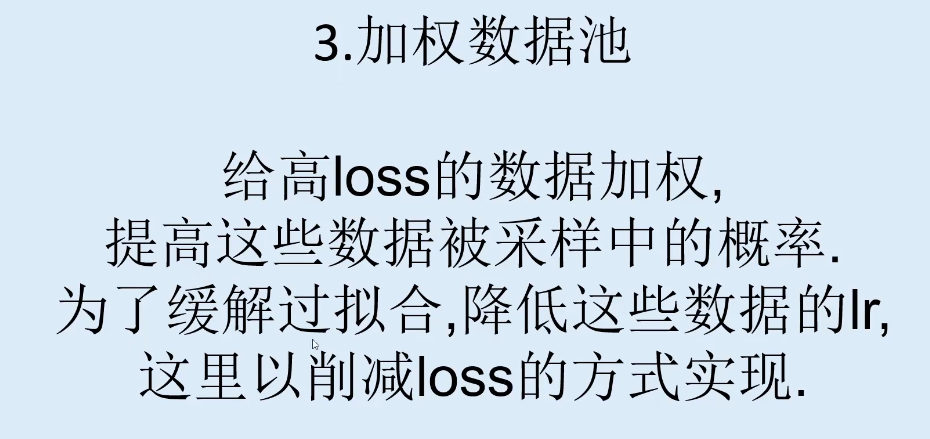 3.加权数据池
给高loss的数据加权,
提高这些数据被采样中的概率.
为了缓解过拟合,降低这些数据的lr,
这里以削减loss的方式实现.